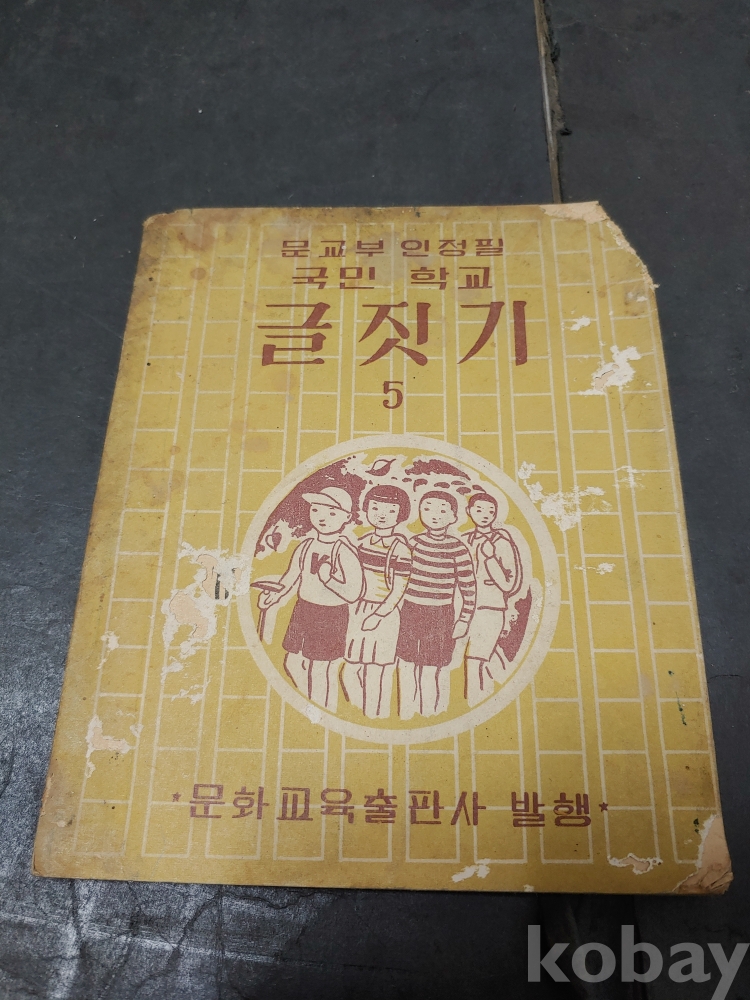 문교부 인정필
국민 학교
글짓기
5
*문화교육출판사 발행*
kobay